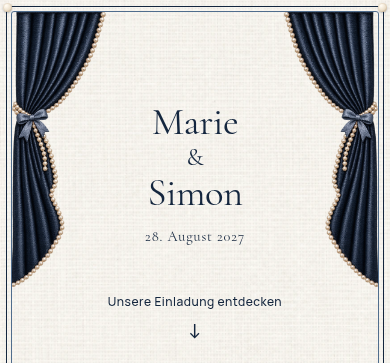 Marie
&
Simon
28. August 2027
Unsere Einladung entdecken
↓